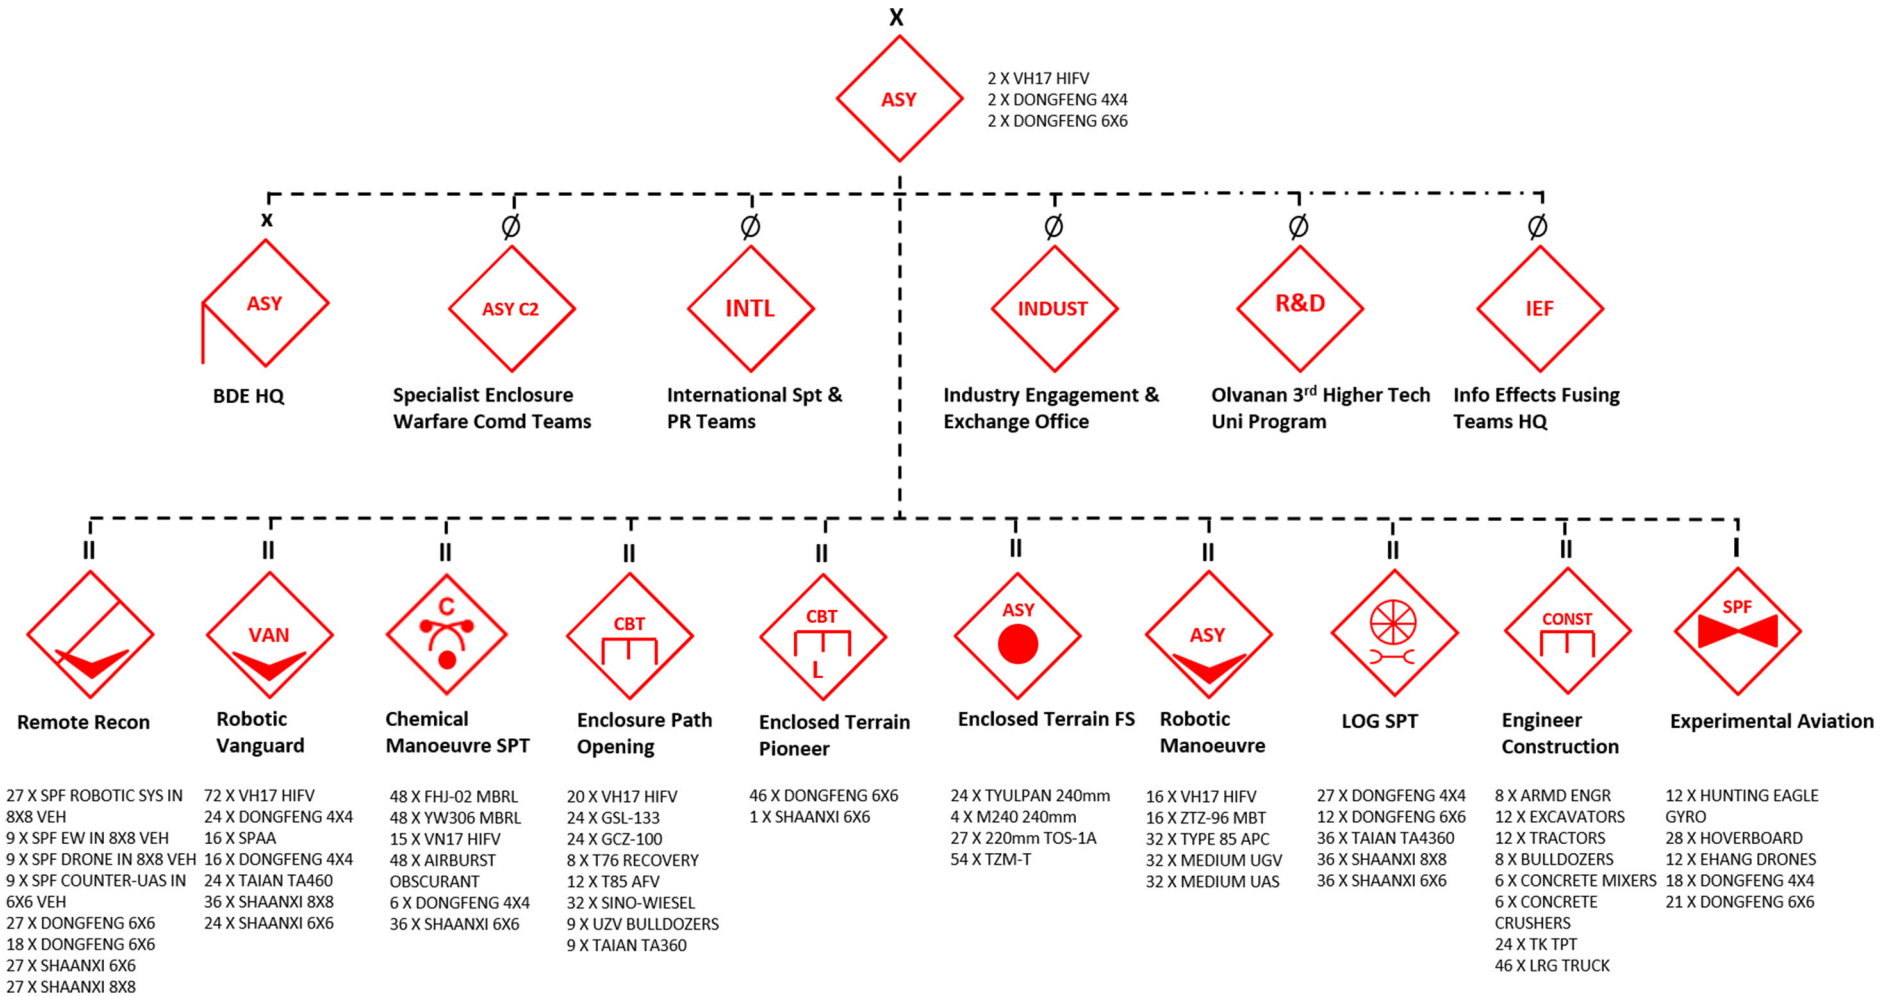 X
ASY
2 X VH17 HIFV
2 X DONGFENG 4X4
2 X DONGFENG 6X6
x
ASY
BDE HQ
Ø
ASY C2
Specialist Enclosure
Warfare Comd Teams
Ø
INTL
International Spt &
PR Teams
Ø
INDUST
Industry Engagement &
Exchange Office
Ø
R&D
Olvanan 3rd Higher Tech
Uni Program
Ø
IEF
Info Effects Fusing
Teams HQ
II
Remote Recon
27 X SPF ROBOTIC SYS IN
8X8 VEH
9 X SPF EW IN 8X8 VEH
9 X SPF DRONE IN 8X8 VEH
9 X SPF COUNTER-UAS IN
6X6 VEH
27 X DONGFENG 6X6
18 X DONGFENG 6X6
27 X SHAANXI 6X6
27 X SHAANXI 8X8
II
VAN
Robotic
Vanguard
72 X VH17 HIFV
24 X DONGFENG 4X4
16 X SPAA
16 X DONGFENG 4X4
24 X TAIAN TA460
36 X SHAANXI 8X8
24 X SHAANXI 6X6
II
C
Chemical
Manoeuvre SPT
48 X FHJ-02 MBRL
48 X YW306 MBRL
15 X VN17 HIFV
48 X AIRBURST
OBSCURANT
6 X DONGFENG 4X4
36 X SHAANXI 6X6
II
CBT
Enclosure Path
Opening
20 X VH17 HIFV
24 X GSL-133
24 X GCZ-100
8 X T76 RECOVERY
12 X T85 AFV
32 X SINO-WIESEL
9 X UZV BULLDOZERS
9 X TAIAN TA360
II
CBT
L
Enclosed Terrain
Pioneer
46 X DONGFENG 6X6
1 X SHAANXI 6X6
II
ASY
Enclosed Terrain FS
24 X TYULPAN 240mm
4 X M240 240mm
27 X 220mm TOS-1A
54 X TZM-T
II
ASY
Robotic
Manoeuvre
16 X VH17 HIFV
16 X ZTZ-96 MBT
32 X TYPE 85 APC
32 X MEDIUM UGV
32 X MEDIUM UAS
II
LOG SPT
27 X DONGFENG 4X4
12 X DONGFENG 6X6
36 X TAIAN TA4360
36 X SHAANXI 8X8
36 X SHAANXI 6X6
II
CONST
Engineer
Construction
8 X ARMD ENGR
12 X EXCAVATORS
12 X TRACTORS
8 X BULLDOZERS
6 X CONCRETE MIXERS
6 X CONCRETE
CRUSHERS
24 X TK TPT
46 X LRG TRUCK
I
SPF
Experimental Aviation
12 X HUNTING EAGLE
GYRO
28 X HOVERBOARD
12 X EHANG DRONES
18 X DONGFENG 4X4
21 X DONGFENG 6X6